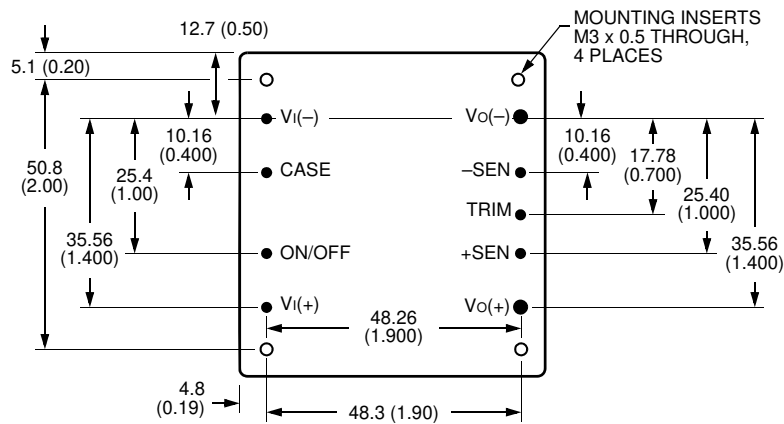 MOUNTING INSERTS
M3 x 0.5 THROUGH,
4 PLACES
12.7 (0.50)
5.1 (0.20)
VI(–)
VO(–)
10.16
(0.400)
10.16
(0.400)
CASE
–SEN
17.78
(0.700)
25.4
(1.00)
50.8
(2.00)
25.40
(1.000)
TRIM
35.56
(1.400)
35.56
(1.400)
ON/OFF
+SEN
VI(+)
VO(+)
48.26
(1.900)
4.8
(0.19)
48.3 (1.90)